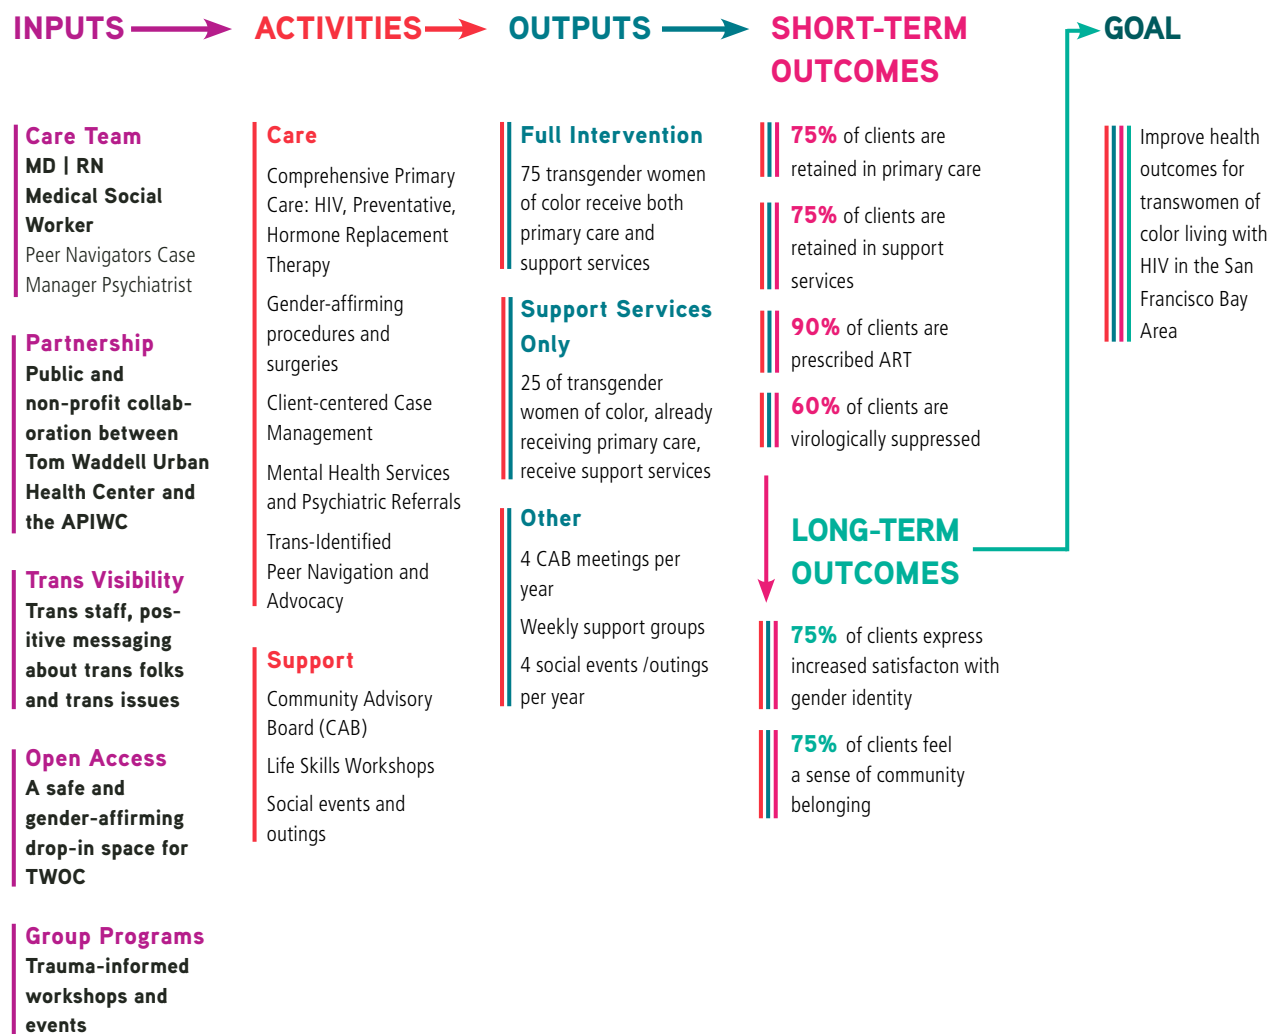 INPUTS
Care Team
MD | RN
Medical Social
Worker
Peer Navigators Case
Manager Psychiatrist
Partnership
Public and
non-profit collab-
oration between
Tom Waddell Urban
Health Center and
the APIWC
Trans Visibility
Trans staff, pos-
itive messaging
about trans folks
and trans issues
Open Access
A safe and
gender-affirming
drop-in space for
TWOC
Group Programs
Trauma-informed
workshops and
events
ACTIVITIES
Care
Comprehensive Primary
Care: HIV, Preventative,
Hormone Replacement
Therapy
Gender-affirming
procedures and
surgeries
Client-centered Case
Management
Mental Health Services
and Psychiatric Referrals
Trans-Identified
Peer Navigation and
Advocacy
Support
Community Advisory
Board (CAB)
Life Skills Workshops
Social events and
outings
OUTPUTS
Full Intervention
75 transgender women
of color receive both
primary care and
support services
Support Services
Only
25 of transgender
women of color, already
receiving primary care,
receive support services
Other
4 CAB meetings per
year
Weekly support groups
4 social events /outings
per year
SHORT-TERM
OUTCOMES
75% of clients are
retained in primary care
75% of clients are
retained in support
services
90% of clients are
prescribed ART
60% of clients are
virologically suppressed
LONG-TERM
OUTCOMES
75% of clients express
increased satisfacton with
gender identity
75% of clients feel
a sense of community
belonging
GOAL
Improve health
outcomes for
transwomen of
color living with
HIV in the San
Francisco Bay
Area